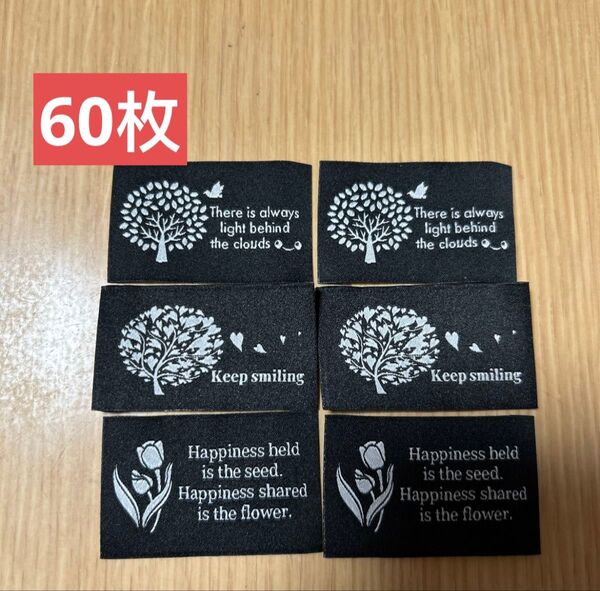 60枚
There is always
light behind
the clouds
There is always
light behind
the clouds
Keep smiling
Keep smiling
Happiness held
is the seed.
Happiness shared
is the flower.
Happiness held
is the seed.
Happiness shared
is the flower.